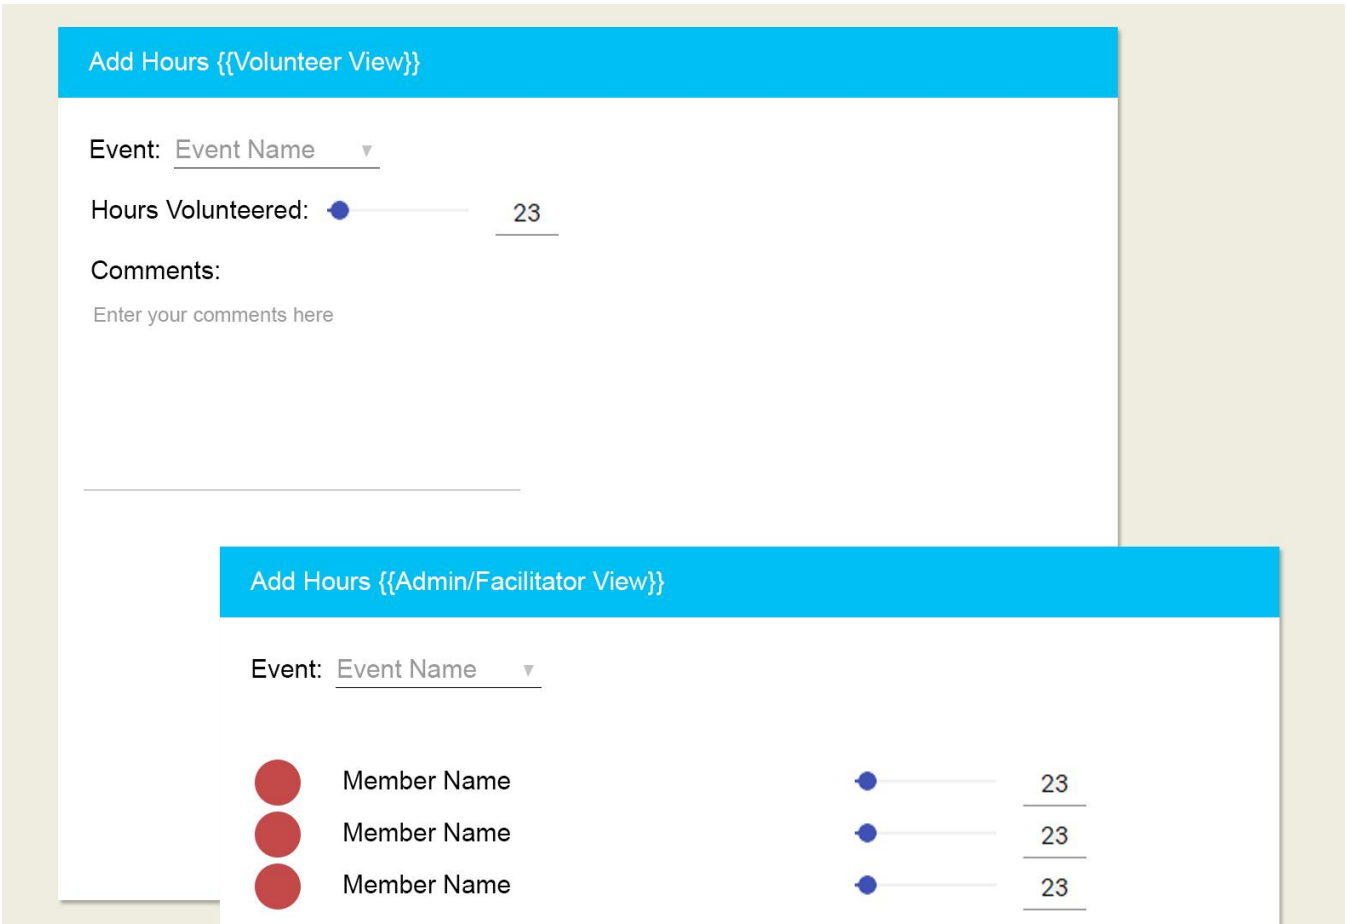 Add Hours {{Volunteer View}}
Event: Event Name ▼
Hours Volunteered: 23
Comments:
Enter your comments here
Add Hours {{Admin/Facilitator View}}
Event: Event Name ▼
Member Name 23
Member Name 23
Member Name 23